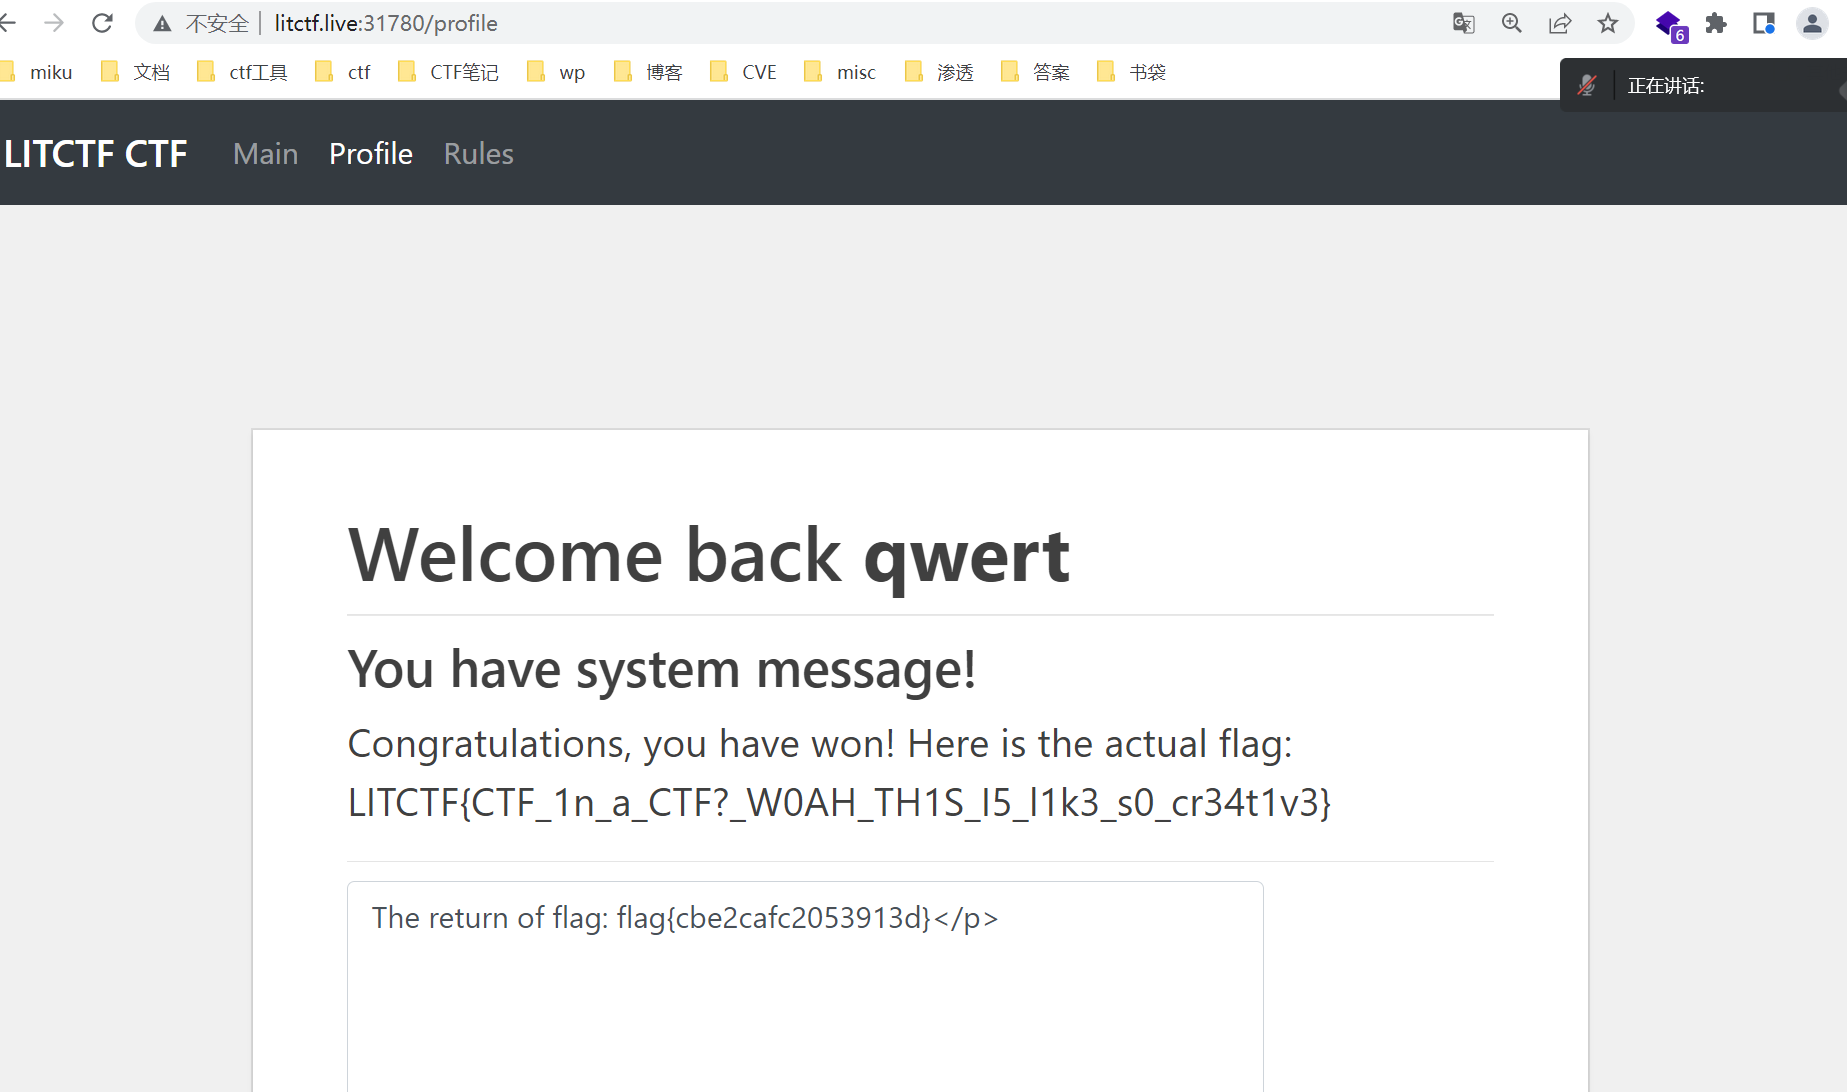 不安全 litctf.live:31780/profile
6
miku 文档 ctf工具 ctf CTF笔记 wp 博客 CVE misc 渗透 答案 书袋
正在讲话:
LITCTF CTF Main Profile Rules
Welcome back qwert
You have system message!
Congratulations, you have won! Here is the actual flag:
LITCTF{CTF_1n_a_CTF?_W0AH_TH1S_I5_l1k3_s0_cr34t1v3}
The return of flag: flag{cbe2cafc2053913d}</p>